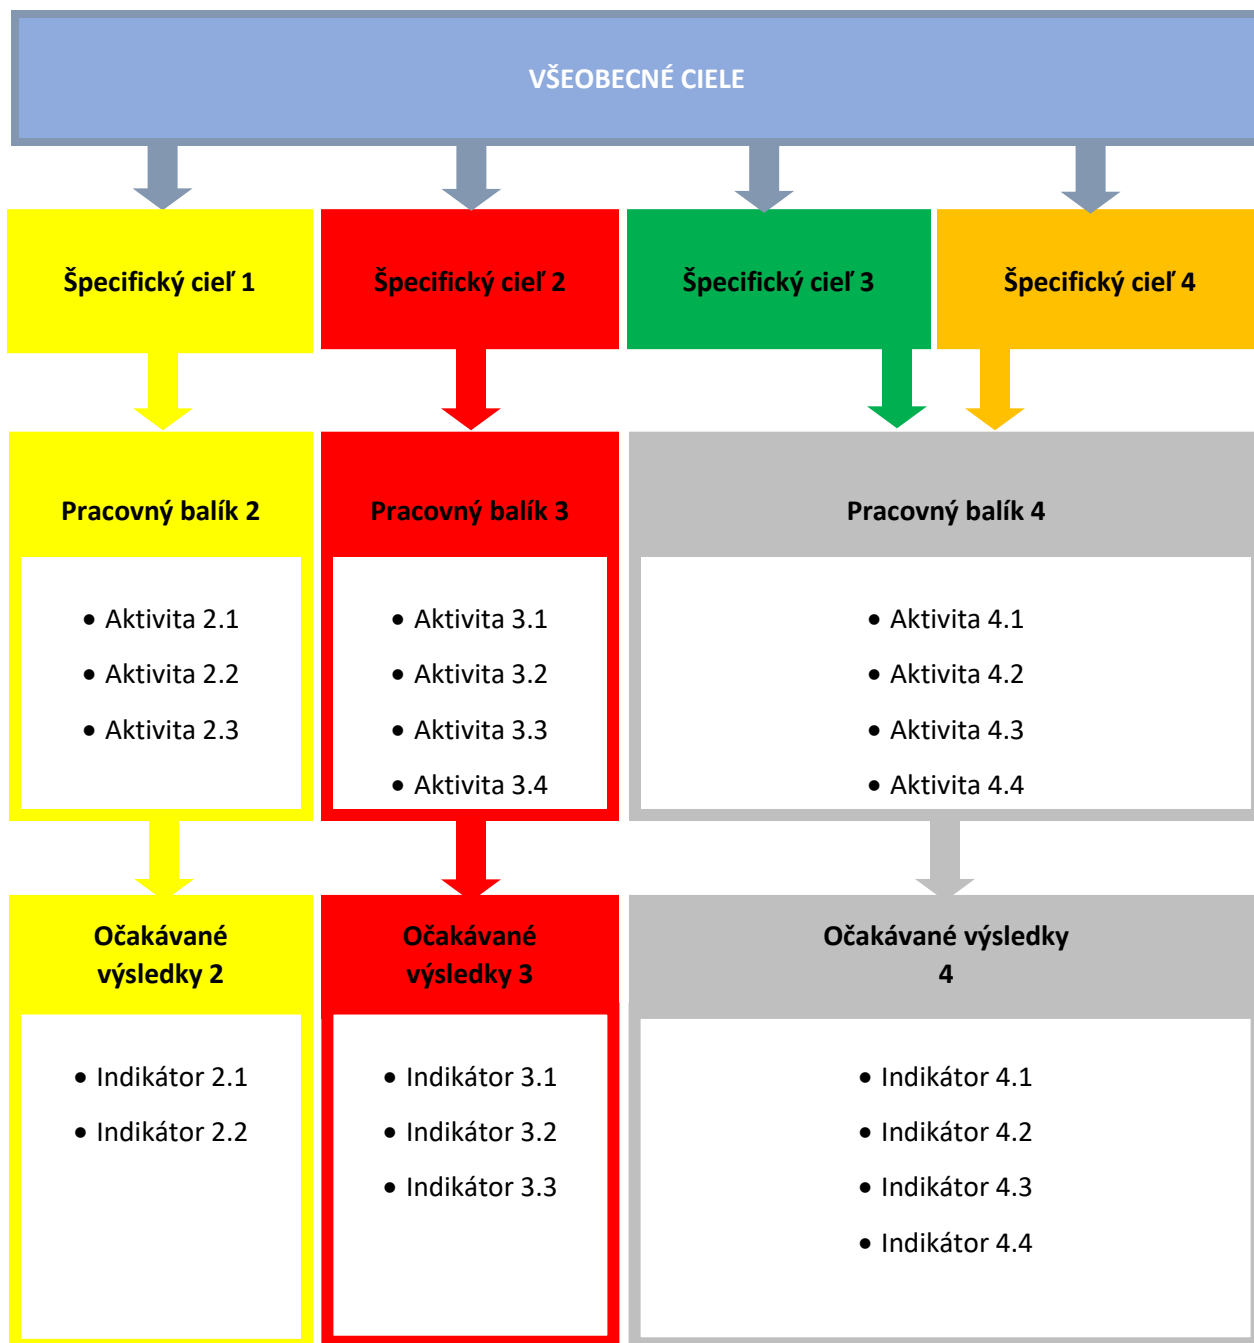 VŠEOBECNÉ CIELE
Špecifický cieľ 1
Špecifický cieľ 2
Špecifický cieľ 3
Špecifický cieľ 4
Pracovný balík 2
• Aktivita 2.1
• Aktivita 2.2
• Aktivita 2.3
Pracovný balík 3
• Aktivita 3.1
• Aktivita 3.2
• Aktivita 3.3
• Aktivita 3.4
Pracovný balík 4
• Aktivita 4.1
• Aktivita 4.2
• Aktivita 4.3
• Aktivita 4.4
Očakávané
výsledky 2
• Indikátor 2.1
• Indikátor 2.2
Očakávané
výsledky 3
• Indikátor 3.1
• Indikátor 3.2
• Indikátor 3.3
Očakávané výsledky
4
• Indikátor 4.1
• Indikátor 4.2
• Indikátor 4.3
• Indikátor 4.4